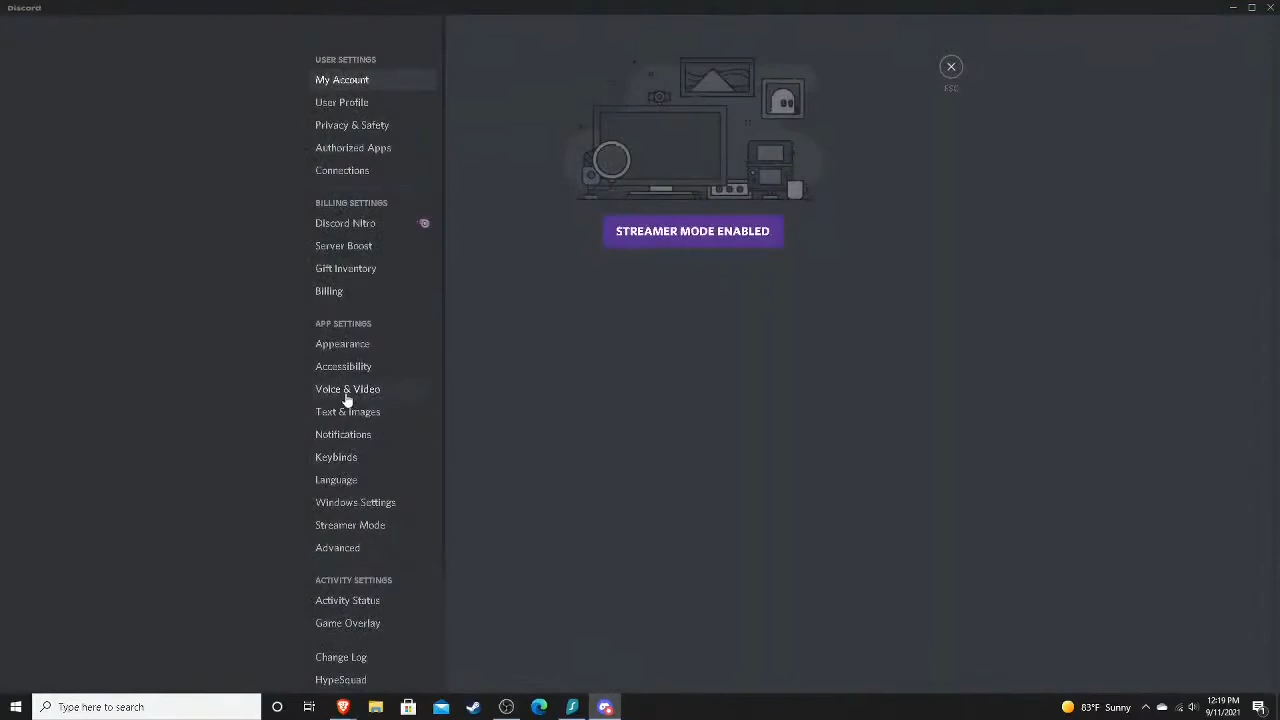 Discord
USER SETTINGS
My Account
User Profile
Privacy & Safety
Authorized Apps
Connections
BILLING SETTINGS
Discord Nitro
Server Boost
Gift Inventory
Billing
APP SETTINGS
Appearance
Accessibility
Voice & Video
Text & Images
Notifications
Keybinds
Language
Windows Settings
Streamer Mode
Advanced
ACTIVITY SETTINGS
Activity Status
Game Overlay
Change Log
HypeSquad
ESC
STREAMER MODE ENABLED
Type here to search
83°F Sunny
12:19 PM
9/11/2021